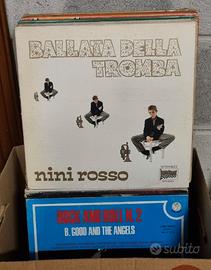 BALLATA DELLA
TROMBA
nini rosso
ROCK AND ROLL N. 2
B. GOOD AND THE ANGELS
subito